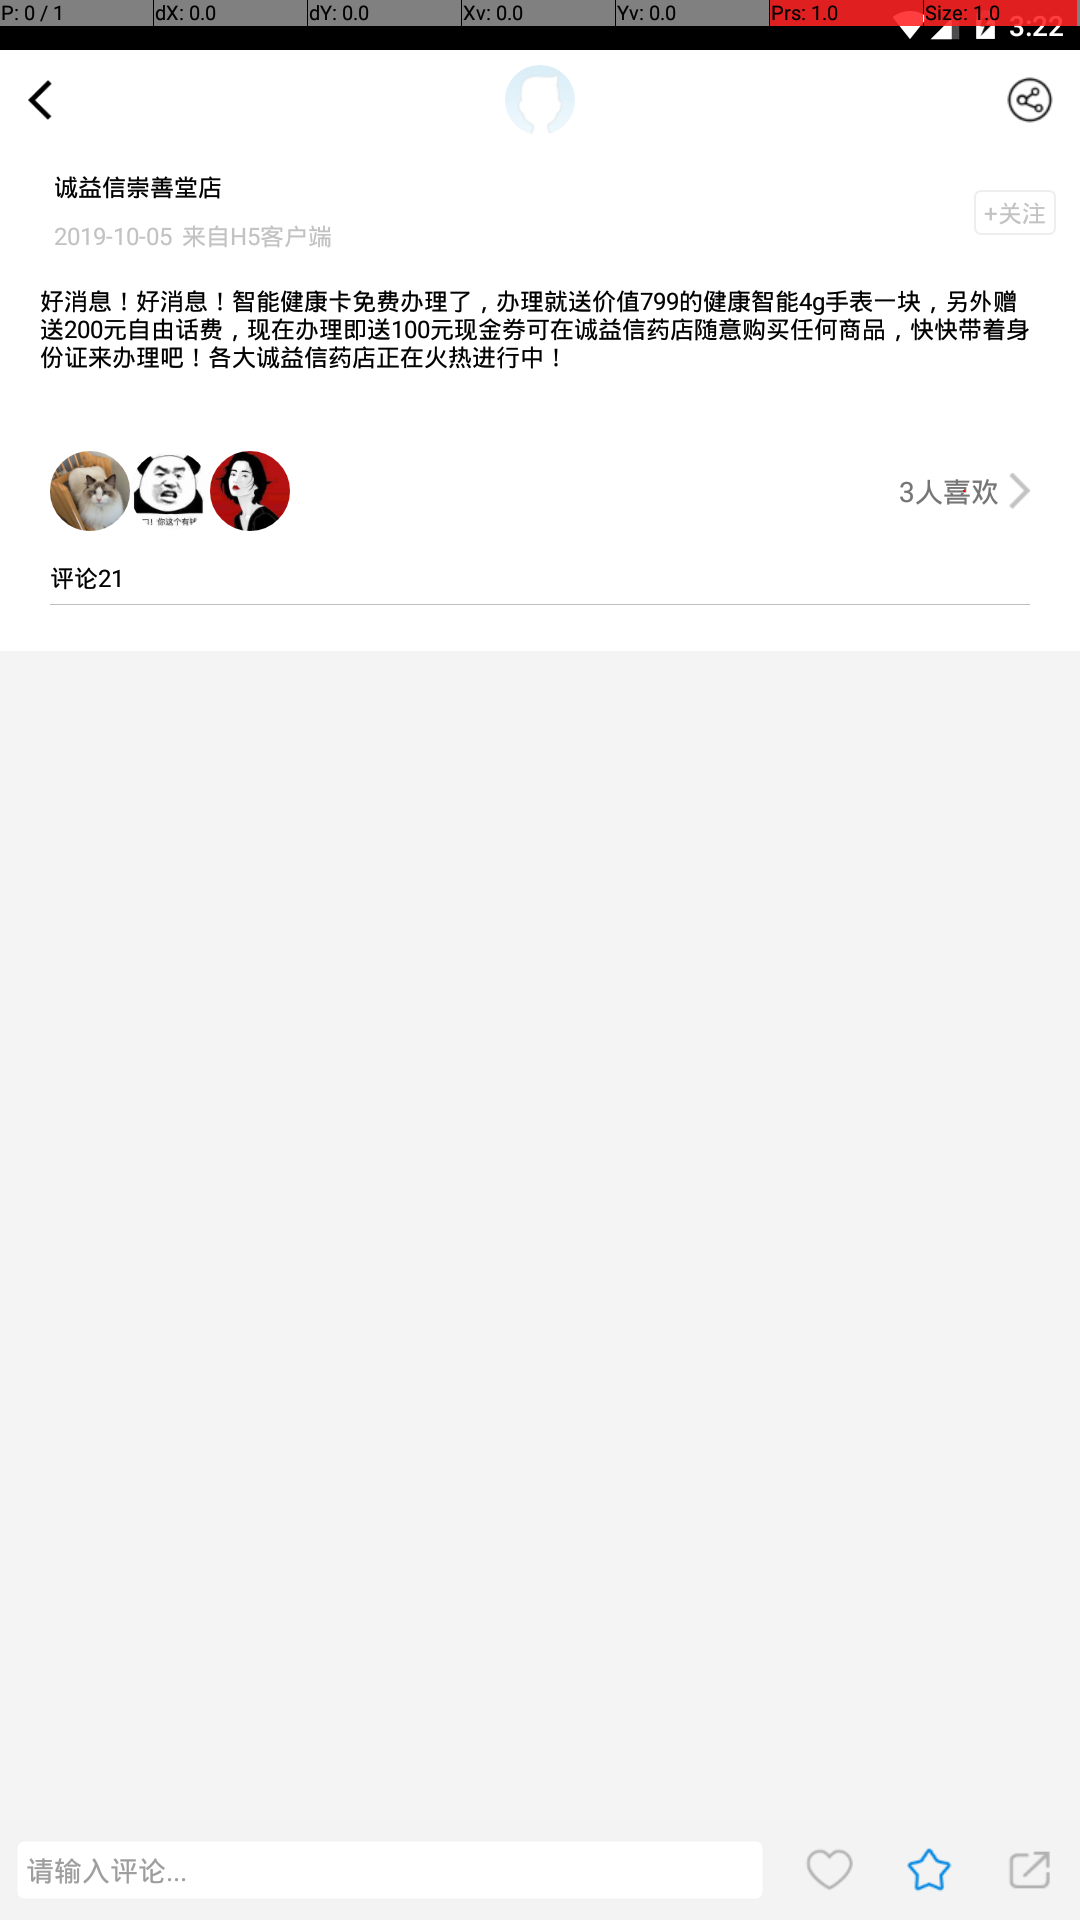 P: 0 / 1 dX: 0.0 dY: 0.0 Xv: 0.0 Yv: 0.0 Prs: 1.0 Size: 1.0
3:22
诚益信崇善堂店
+关注
2019-10-05 来自H5客户端
好消息！好消息！智能健康卡免费办理了，办理就送价值799的健康智能4g手表一块，另外赠
送200元自由话费，现在办理即送100元现金券可在诚益信药店随意购买任何商品，快快带着身
份证来办理吧！各大诚益信药店正在火热进行中！
3人喜欢
评论21
请输入评论...